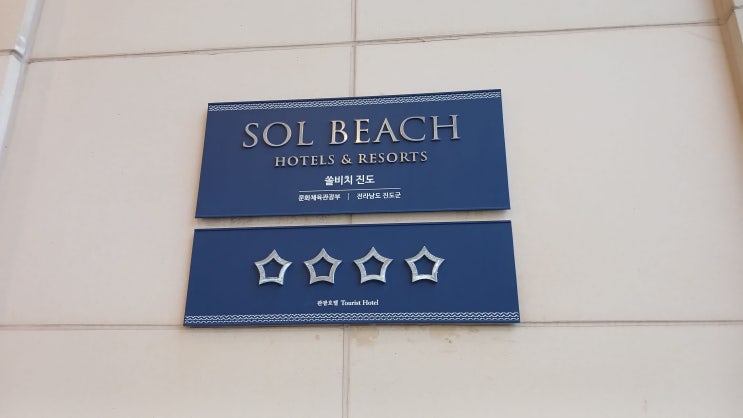 SOL BEACH
HOTELS & RESORTS
쏠비치 진도
문화체육관광부 | 전라남도 진도군
관광호텔 Tourist Hotel